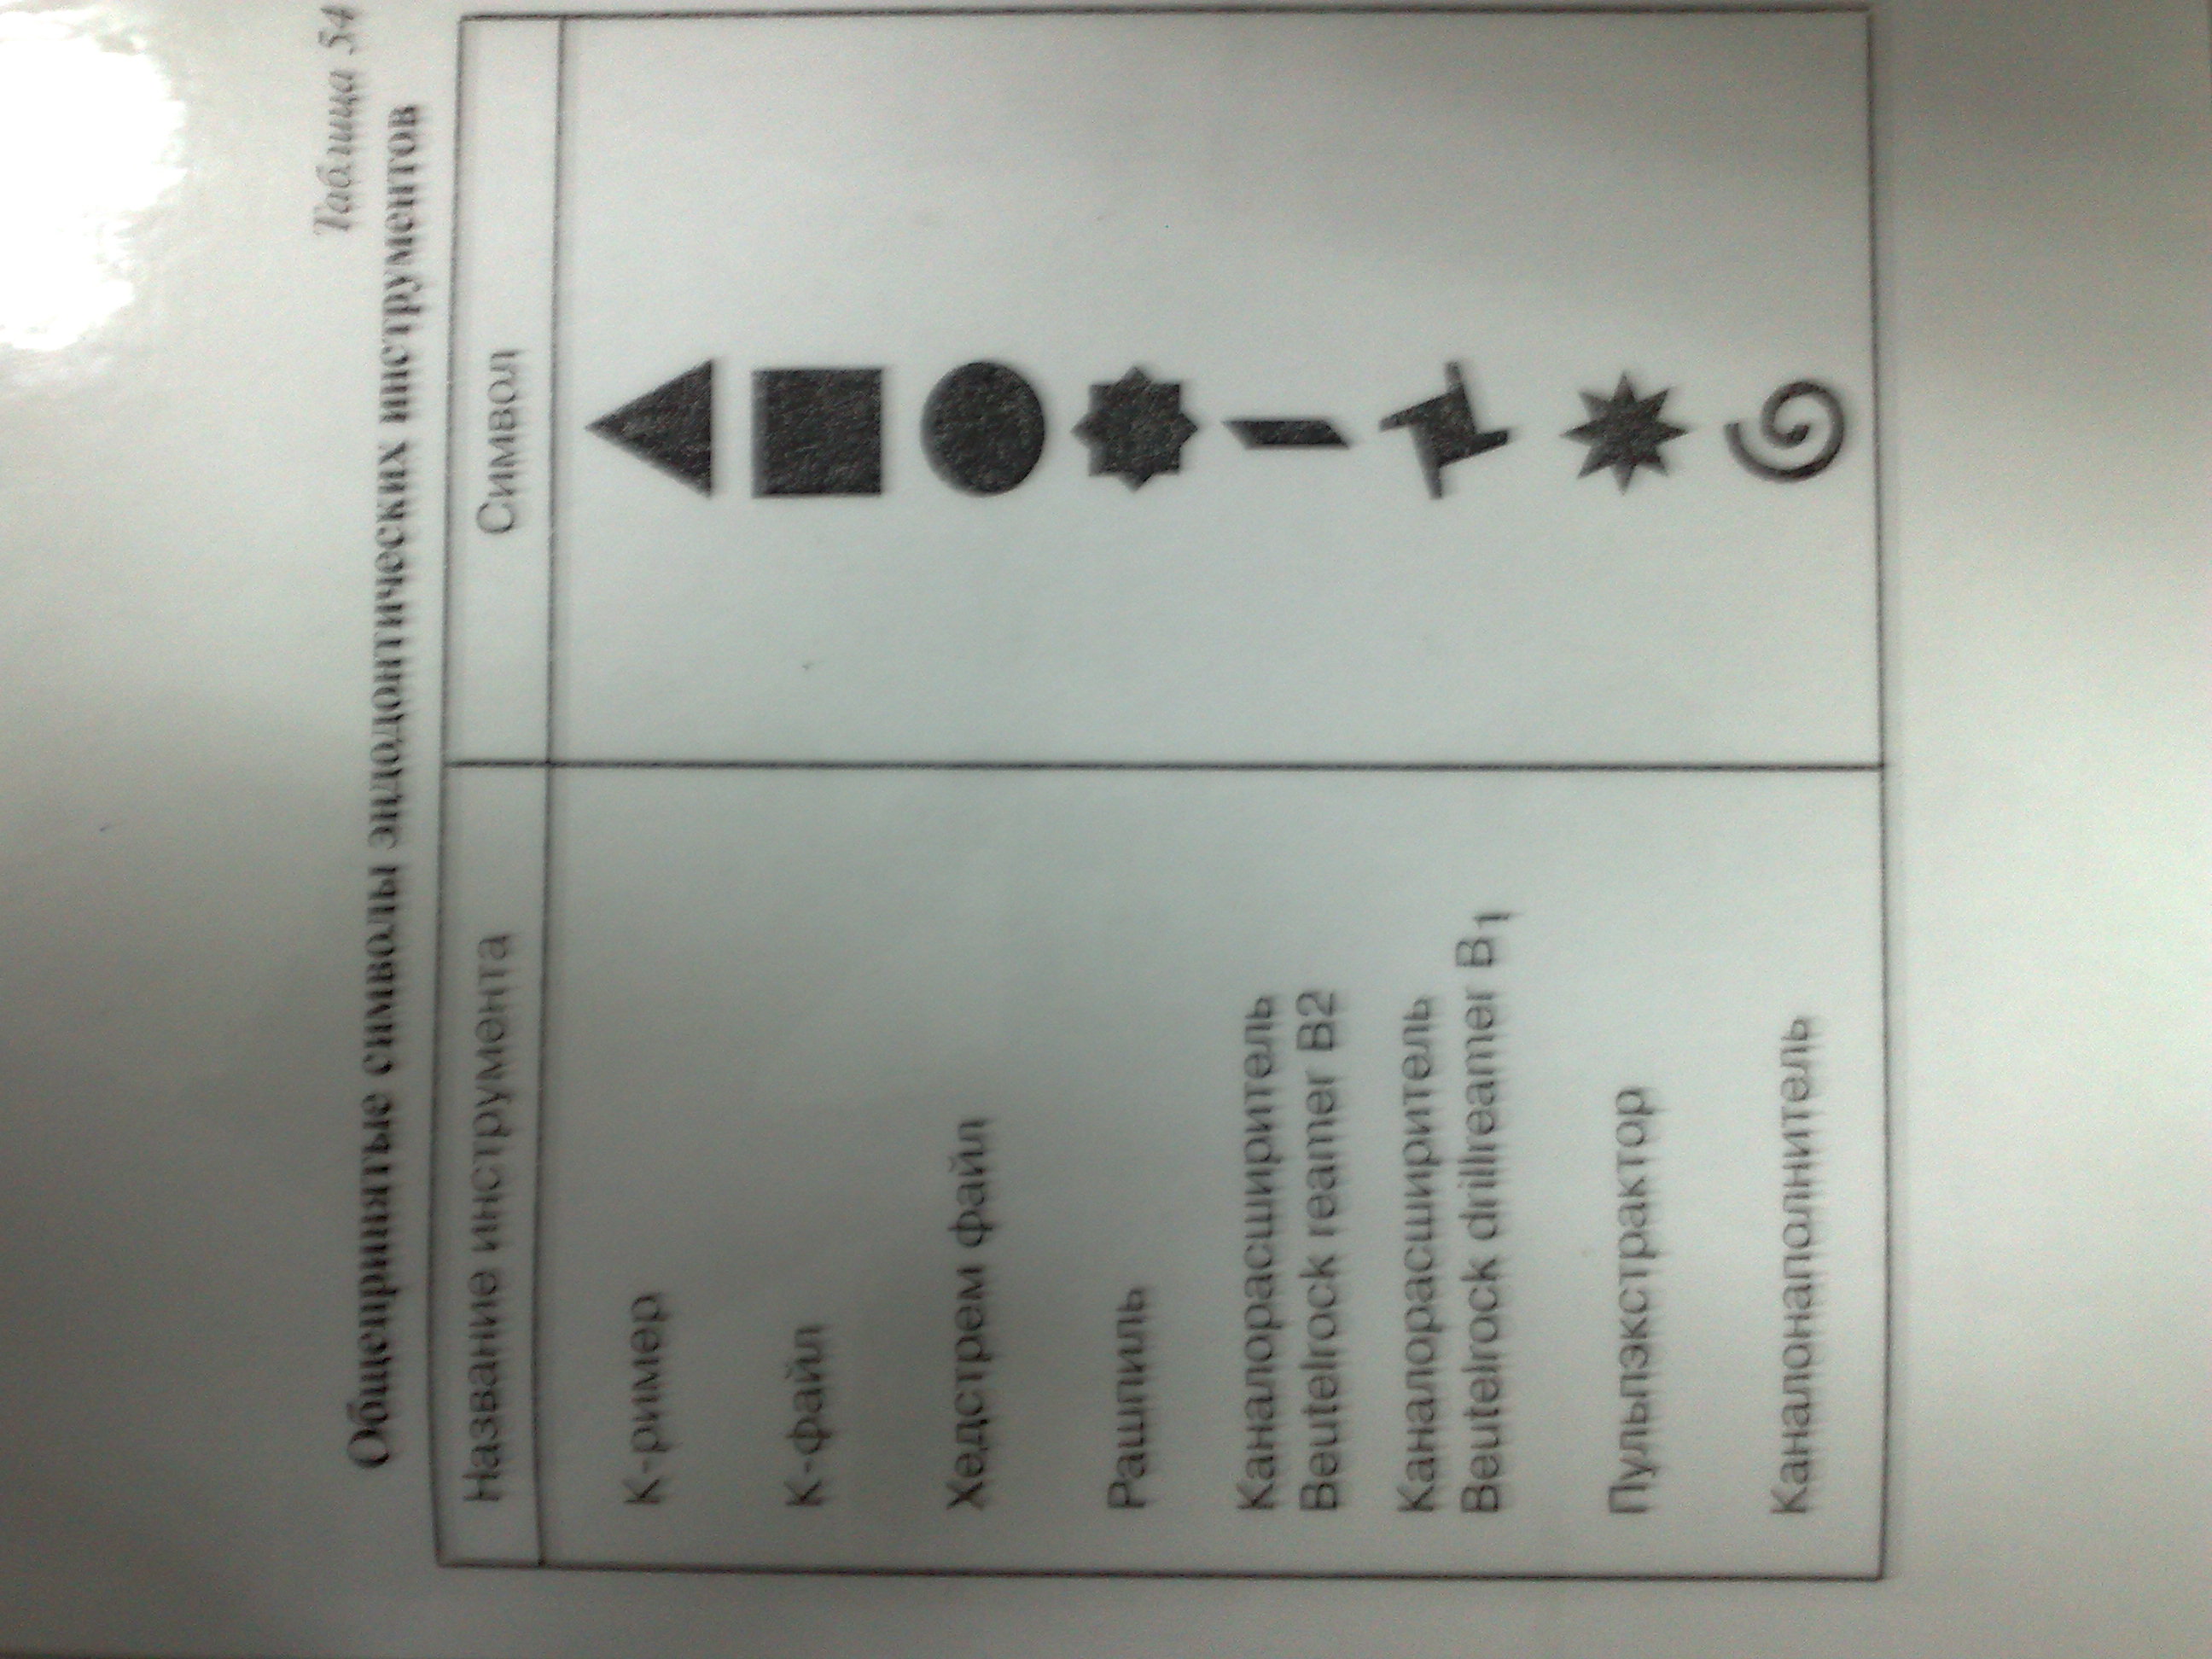 Таблица 54
Общепринятые символы эндодонтических инструментов
Название инструмента
Символ
К-ример
К-файл
Хедстрем файл
Рашпиль
Каналорасширитель
Beutelrock reamer B2
Каналорасширитель
Beutelrock drillreamer B1
Пульпэкстрактор
Каналонаполнитель